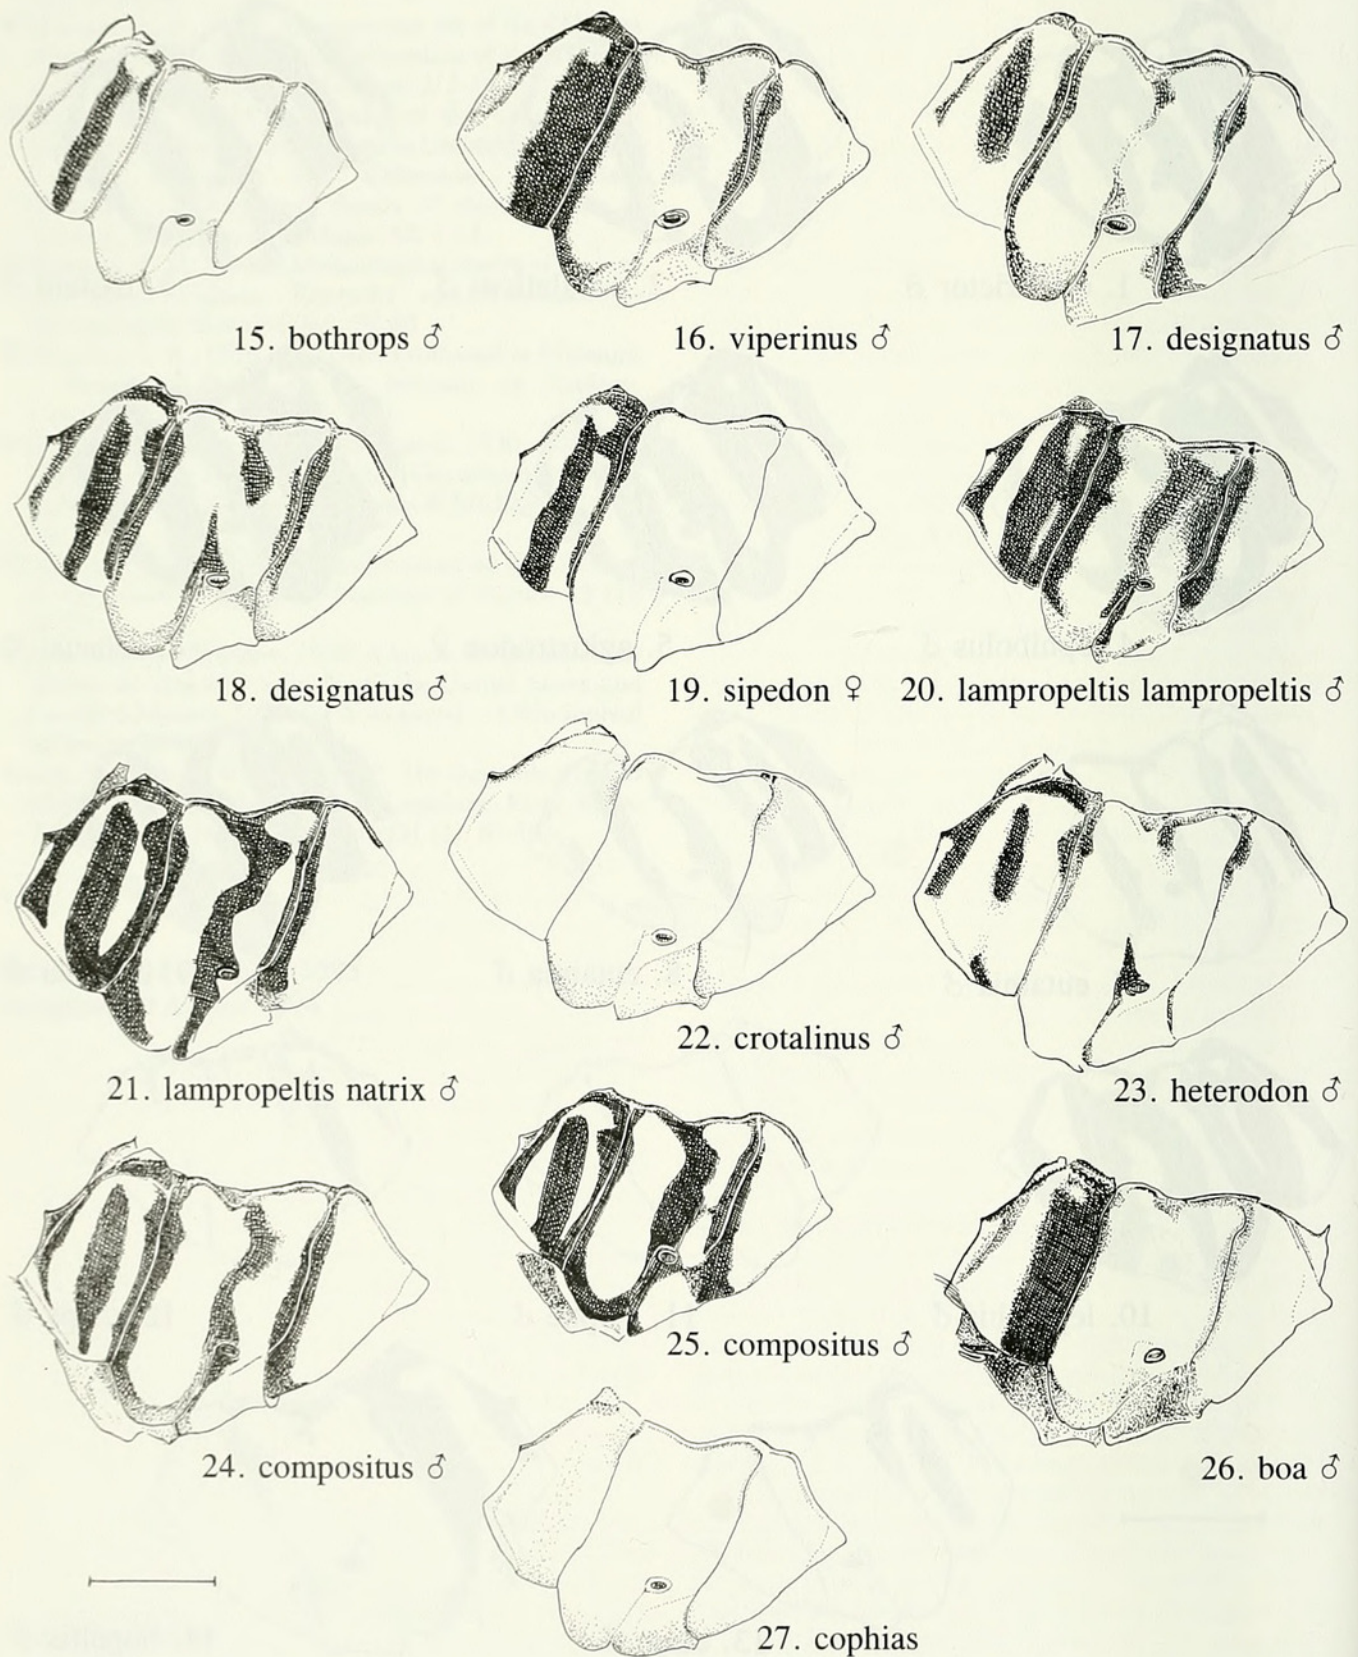 15. bothrops ♂
16. viperinus ♂
17. designatus ♂
18. designatus ♂
19. sipedon ♀
20. lampropeltis lampropeltis ♂
21. lampropeltis natrix ♂
22. crotalinus ♂
23. heterodon ♂
24. compositus ♂
25. compositus ♂
26. boa ♂
27. cophias